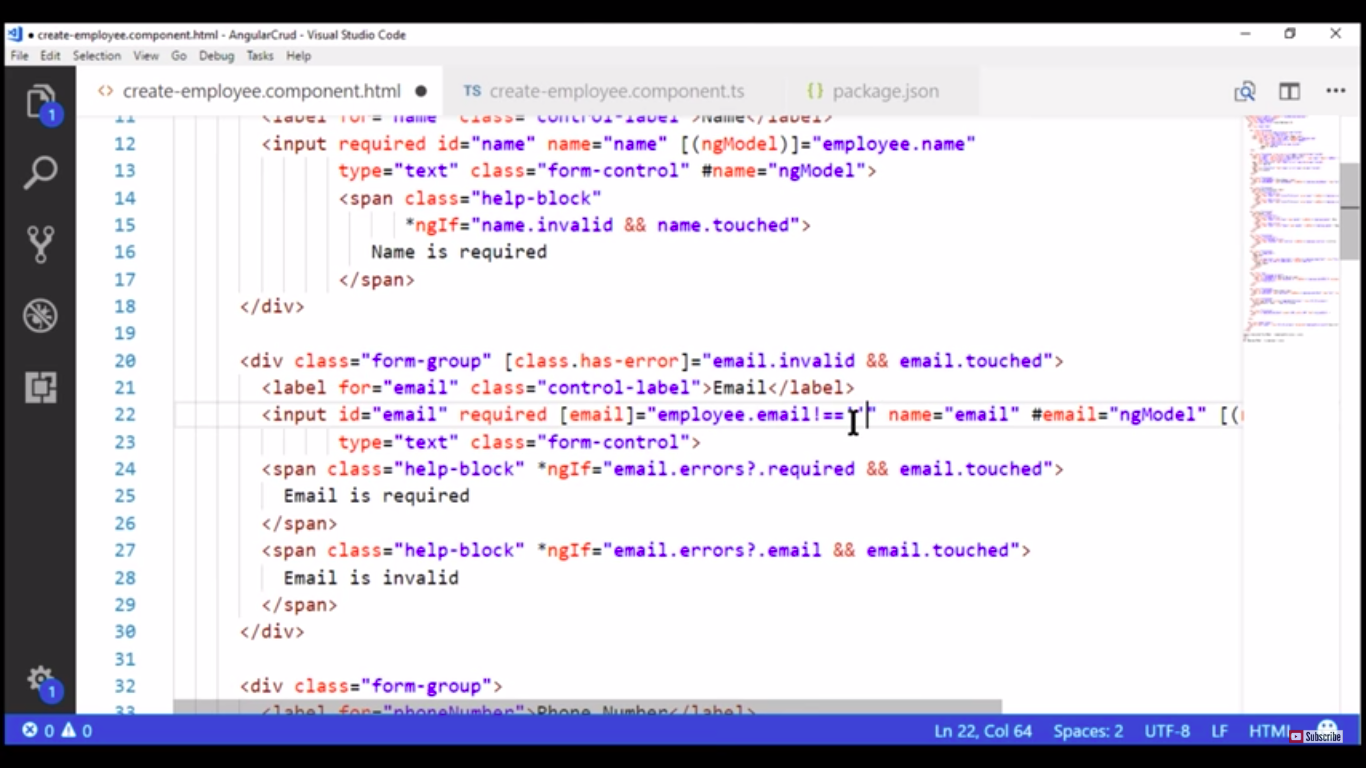 ● create-employee.component.html - AngularCrud - Visual Studio Code
File Edit Selection View Go Debug Tasks Help
<> create-employee.component.html ● TS create-employee.component.ts {} package.json
1
11 <label for="name" class="control-label">Name</label>
12 <input required id="name" name="name" [(ngModel)]="employee.name"
13 type="text" class="form-control" #name="ngModel">
14 <span class="help-block"
15 *ngIf="name.invalid && name.touched">
16 Name is required
17 </span>
18 </div>
19
20 <div class="form-group" [class.has-error]="email.invalid && email.touched">
21 <label for="email" class="control-label">Email</label>
22 <input id="email" required [email]="employee.email!==''" name="email" #email="ngModel" [(
23 type="text" class="form-control">
24 <span class="help-block" *ngIf="email.errors?.required && email.touched">
25 Email is required
26 </span>
27 <span class="help-block" *ngIf="email.errors?.email && email.touched">
28 Email is invalid
29 </span>
30 </div>
31
32 <div class="form-group">
33 <label for="phoneNumber">Phone Number</label>
1
0 0 Ln 22, Col 64 Spaces: 2 UTF-8 LF HTML Subscribe